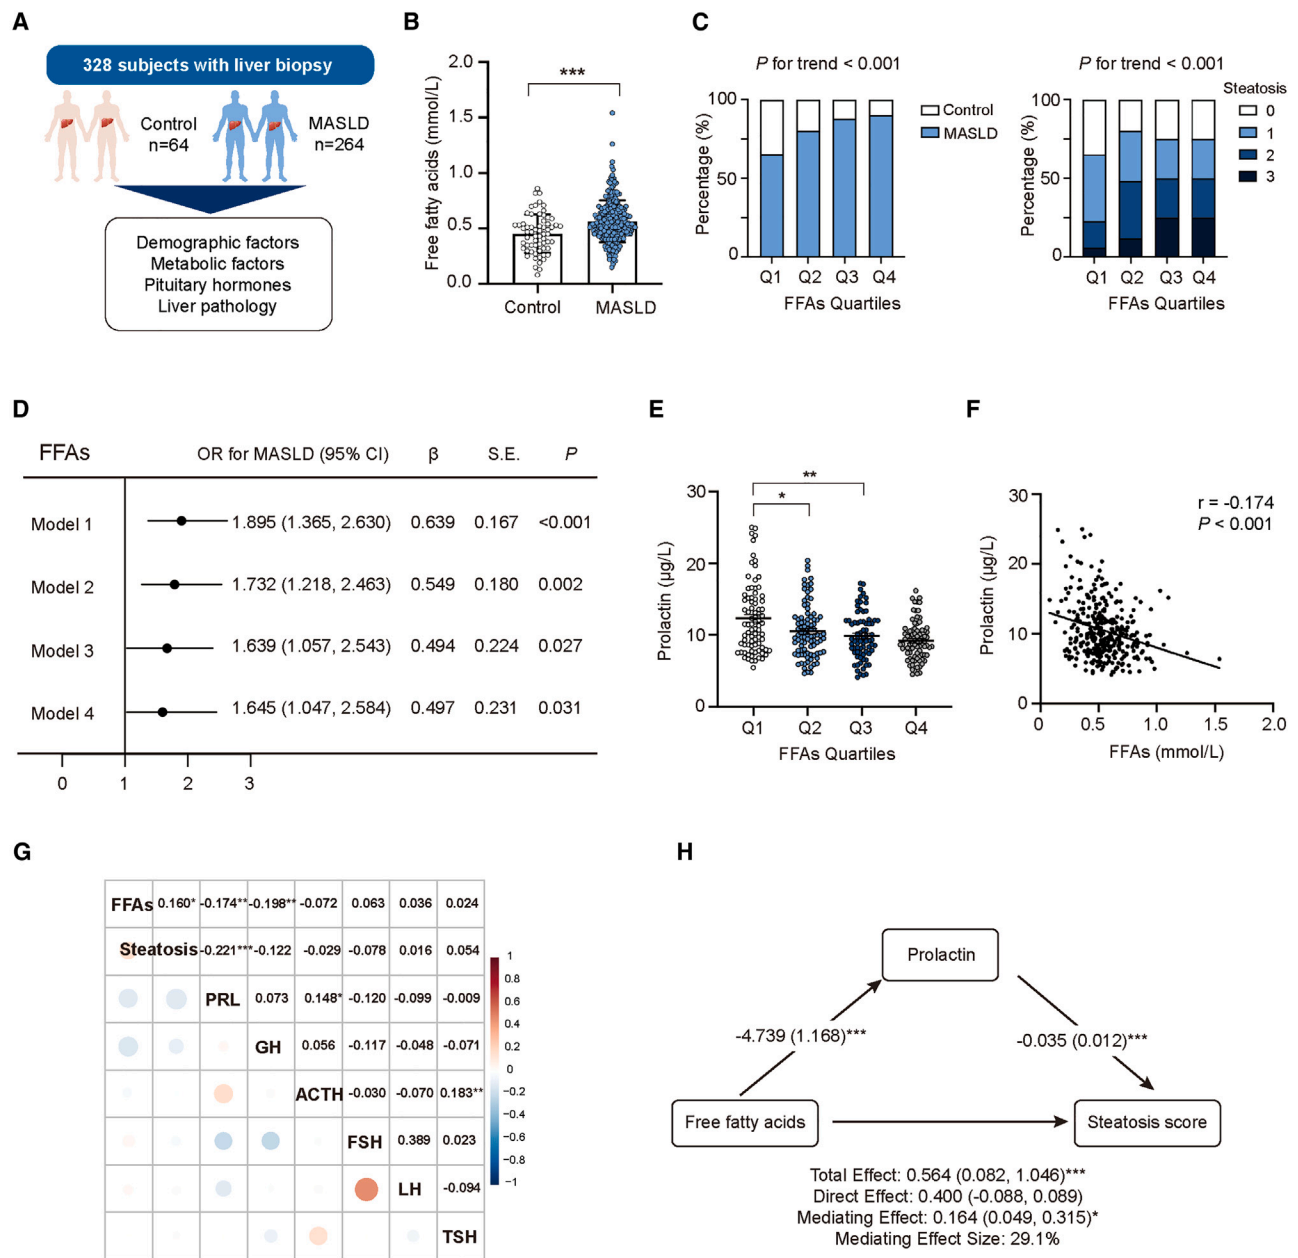 A
328 subjects with liver biopsy
Control
n=64
MASLD
n=264
Demographic factors
Metabolic factors
Pituitary hormones
Liver pathology
B
Free fatty acids (mmol/L)
2.0
1.5
1.0
0.5
0.0
***
Control
MASLD
C
P for trend < 0.001
Percentage (%)
100
50
0
Q1 Q2 Q3 Q4
FFAs Quartiles
Control
MASLD
P for trend < 0.001
Percentage (%)
100
50
0
Q1 Q2 Q3 Q4
FFAs Quartiles
Steatosis
0
1
2
3
D
FFAs OR for MASLD (95% CI) β S.E. P
Model 1 1.895 (1.365, 2.630) 0.639 0.167 <0.001
Model 2 1.732 (1.218, 2.463) 0.549 0.180 0.002
Model 3 1.639 (1.057, 2.543) 0.494 0.224 0.027
Model 4 1.645 (1.047, 2.584) 0.497 0.231 0.031
0 1 2 3
E
Prolactin (µg/L)
30
20
10
0
**
*
Q1 Q2 Q3 Q4
FFAs Quartiles
F
Prolactin (µg/L)
30
20
10
0
r = -0.174
P < 0.001
0 0.5 1.0 1.5 2.0
FFAs (mmol/L)
G
FFAs 0.160* -0.174** -0.198** -0.072 0.063 0.036 0.024
Steatosis -0.221*** -0.122 -0.029 -0.078 0.016 0.054
PRL 0.073 0.148* -0.120 -0.099 -0.009
GH 0.056 -0.117 -0.048 -0.071
ACTH -0.030 -0.070 0.183**
FSH 0.389 0.023
LH -0.094
TSH
1
0.8
0.6
0.4
0.2
0
−0.2
−0.4
−0.6
−0.8
−1
H
Prolactin
-4.739 (1.168)***
-0.035 (0.012)***
Free fatty acids
Steatosis score
Total Effect: 0.564 (0.082, 1.046)***
Direct Effect: 0.400 (-0.088, 0.089)
Mediating Effect: 0.164 (0.049, 0.315)*
Mediating Effect Size: 29.1%